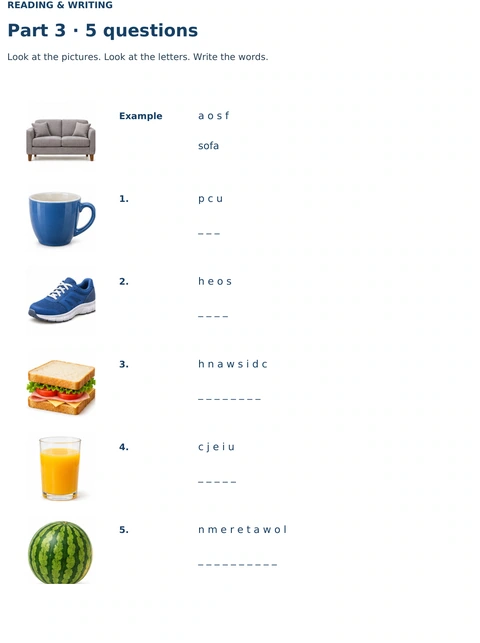 READING & WRITING
Part 3 · 5 questions
Look at the pictures. Look at the letters. Write the words.
Example a o s f
sofa
1. p c u
_ _ _
2. h e o s
_ _ _ _
3. h n a w s i d c
_ _ _ _ _ _ _ _
4. c j e i u
_ _ _ _ _
5. n m e r e t a w o l
_ _ _ _ _ _ _ _ _ _